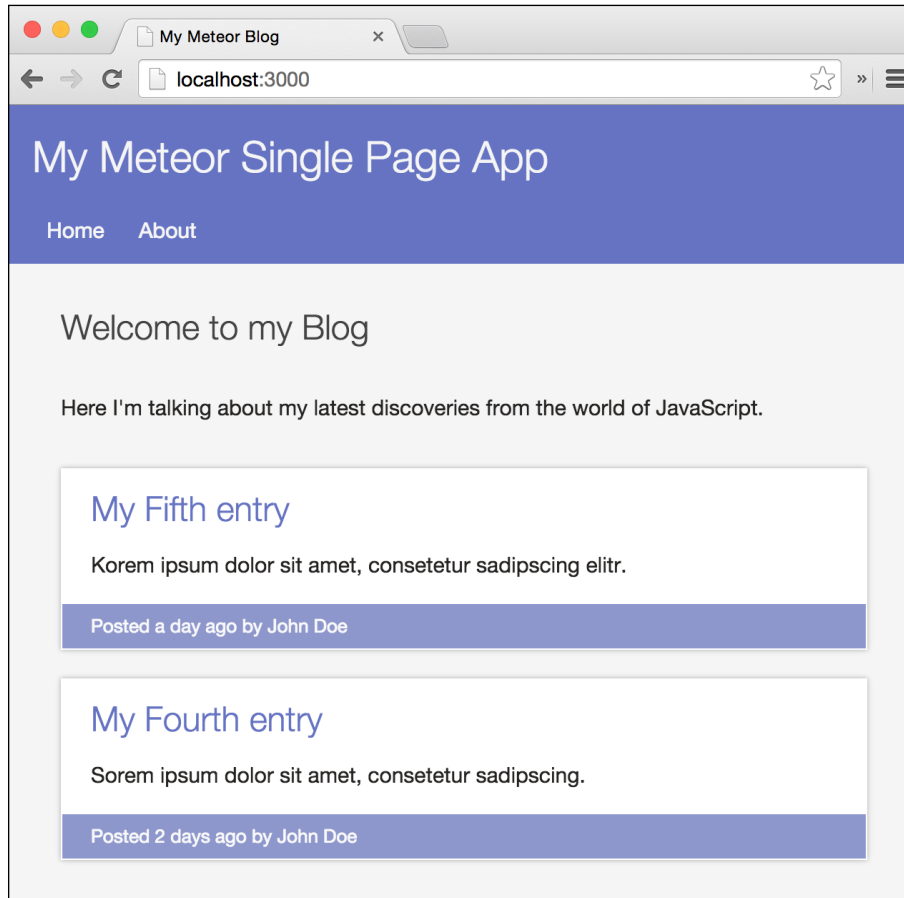 My Meteor Blog
localhost:3000
My Meteor Single Page App
Home About
Welcome to my Blog
Here I'm talking about my latest discoveries from the world of JavaScript.
My Fifth entry
Korem ipsum dolor sit amet, consetetur sadipscing elitr.
Posted a day ago by John Doe
My Fourth entry
Sorem ipsum dolor sit amet, consetetur sadipscing.
Posted 2 days ago by John Doe